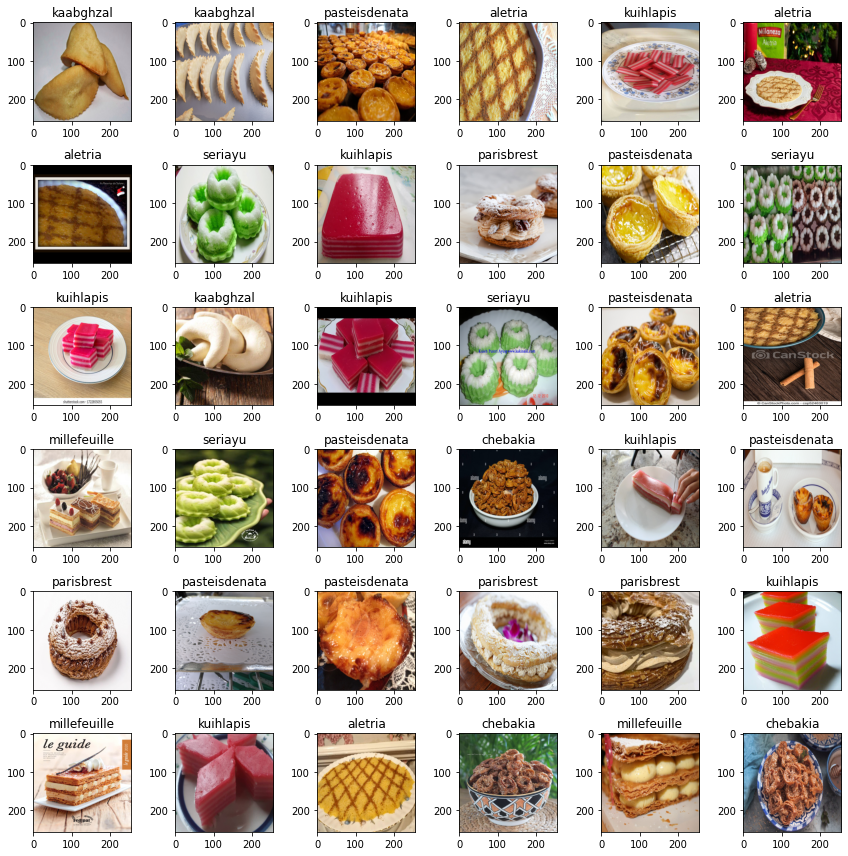 kaabghzal kaabghzal pasteisdenata aletria kuihlapis aletria
0 0 0 0 0 0
100 100 100 100 100 100
200 200 200 200 200 200
0 100 200 0 100 200 0 100 200 0 100 200 0 100 200 0 100 200
aletria seriayu kuihlapis parisbrest pasteisdenata seriayu
0 0 0 0 0 0
100 100 100 100 100 100
200 200 200 200 200 200
0 100 200 0 100 200 0 100 200 0 100 200 0 100 200 0 100 200
kuihlapis kaabghzal kuihlapis seriayu pasteisdenata aletria
0 0 0 0 0 0
100 100 100 100 100 100
CanStock
200 200 200 200 200 200
0 100 200 0 100 200 0 100 200 0 100 200 0 100 200 0 100 200
millefeuille seriayu pasteisdenata chebakia kuihlapis pasteisdenata
0 0 0 0 0 0
100 100 100 100 100 100
200 200 200 200 200 200
0 100 200 0 100 200 0 100 200 0 100 200 0 100 200 0 100 200
parisbrest pasteisdenata pasteisdenata parisbrest parisbrest kuihlapis
0 0 0 0 0 0
100 100 100 100 100 100
200 200 200 200 200 200
0 100 200 0 100 200 0 100 200 0 100 200 0 100 200 0 100 200
millefeuille kuihlapis aletria chebakia millefeuille chebakia
0 0 0 0 0 0
le guide
100 100 100 100 100 100
200 200 200 200 200 200
0 100 200 0 100 200 0 100 200 0 100 200 0 100 200 0 100 200